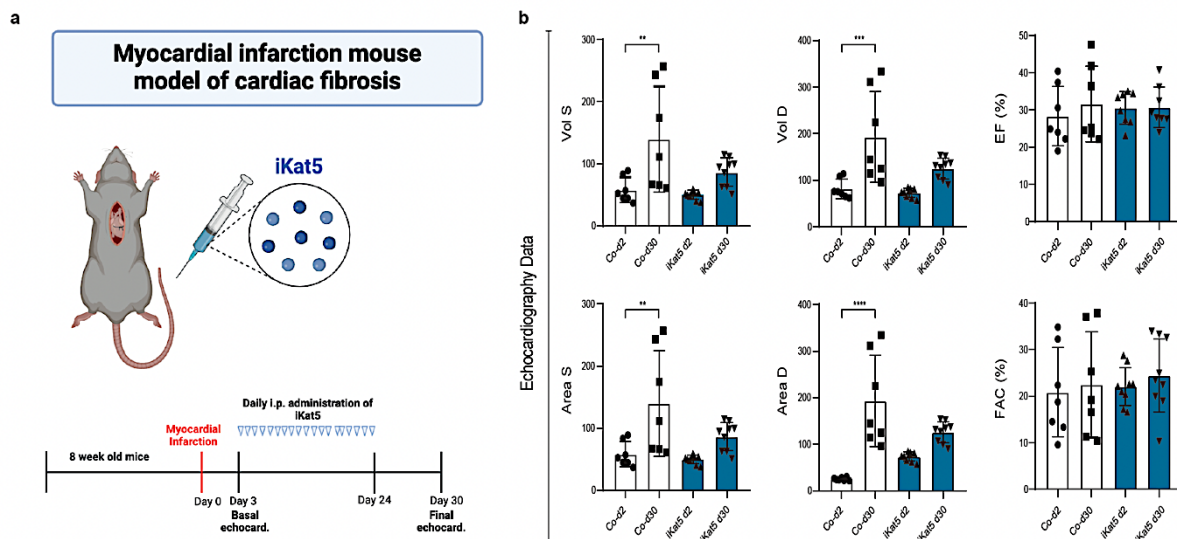 a
Myocardial infarction mouse
model of cardiac fibrosis
iKat5
Daily i.p. administration of
iKat5
Myocardial
Infarction
8 week old mice
Day 0
Day 3
Basal
echocard.
Day 24
Day 30
Final
echocard.
b
Echocardiography Data
Vol S
300
200
100
0
**
Co-d2
Co-d30
iKat5 d2
iKat5 d30
Vol D
400
300
200
100
0
***
Co-d2
Co-d30
iKat5 d2
iKat5 d30
EF (%)
50
40
30
20
10
0
Co-d2
Co-d30
iKat5 d2
iKat5 d30
Area S
300
200
100
0
**
Co-d2
Co-d30
iKat5 d2
iKat5 d30
Area D
400
300
200
100
0
****
Co-d2
Co-d30
iKat5 d2
iKat5 d30
FAC (%)
40
30
20
10
0
Co-d2
Co-d30
iKat5 d2
iKat5 d30